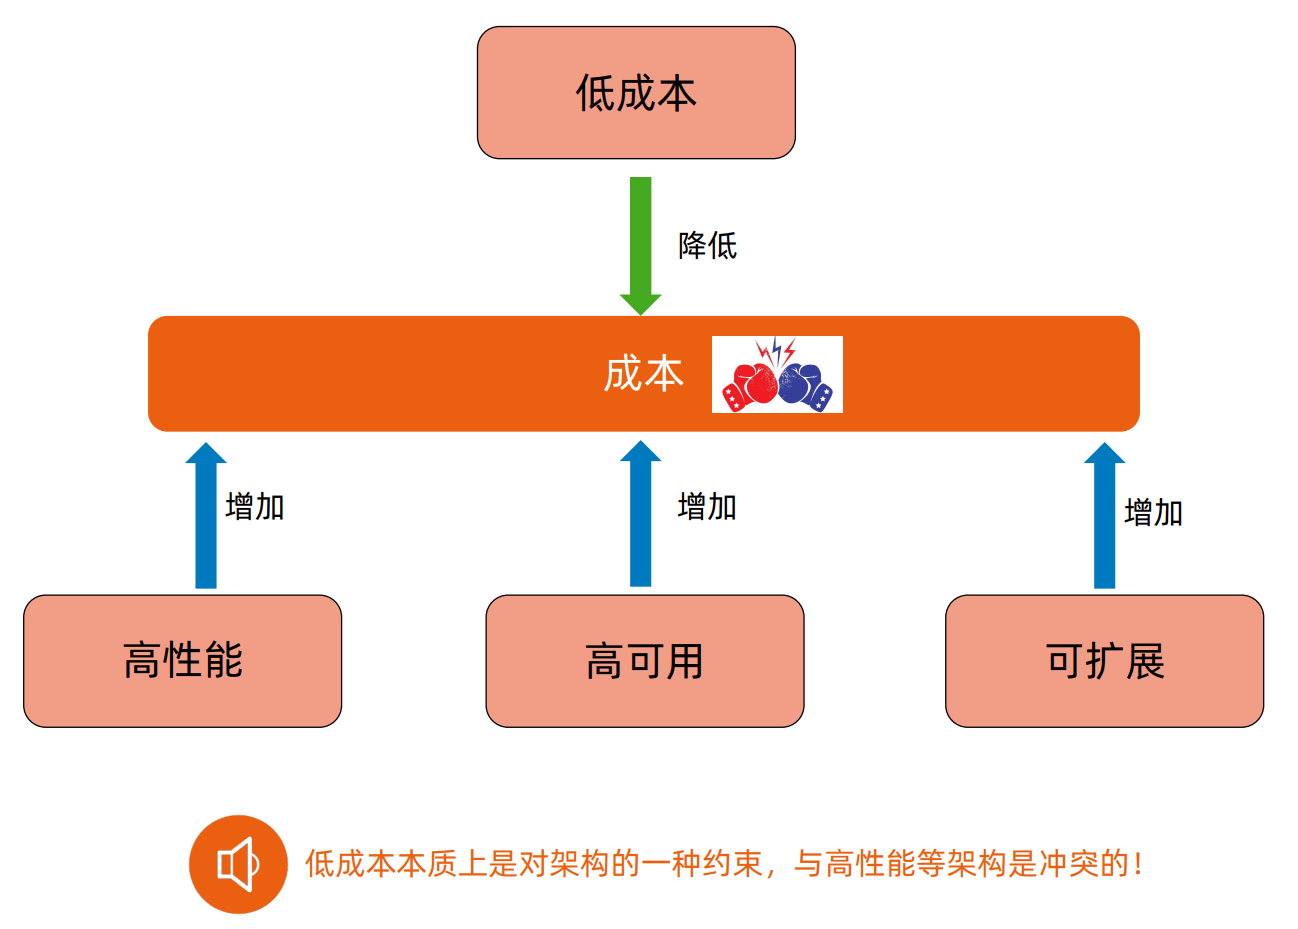 低成本
降低
成本
增加
增加
增加
高性能
高可用
可扩展
低成本本质上是对架构的一种约束，与高性能等架构是冲突的！